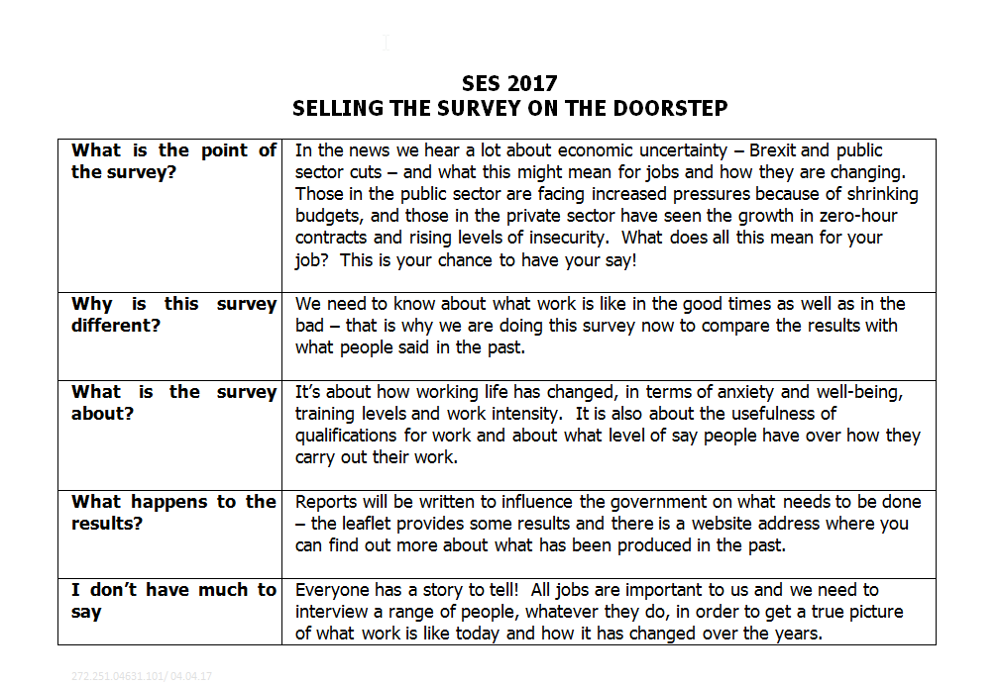 SES 2017
SELLING THE SURVEY ON THE DOORSTEP
What is the point of
the survey?
In the news we hear a lot about economic uncertainty – Brexit and public
sector cuts – and what this might mean for jobs and how they are changing.
Those in the public sector are facing increased pressures because of shrinking
budgets, and those in the private sector have seen the growth in zero-hour
contracts and rising levels of insecurity.  What does all this mean for your
job?  This is your chance to have your say!
Why is this survey
different?
We need to know about what work is like in the good times as well as in the
bad – that is why we are doing this survey now to compare the results with
what people said in the past.
What is the survey
about?
It’s about how working life has changed, in terms of anxiety and well-being,
training levels and work intensity.  It is also about the usefulness of
qualifications for work and about what level of say people have over how they
carry out their work.
What happens to the
results?
Reports will be written to influence the government on what needs to be done
– the leaflet provides some results and there is a website address where you
can find out more about what has been produced in the past.
I don’t have much to
say
Everyone has a story to tell!  All jobs are important to us and we need to
interview a range of people, whatever they do, in order to get a true picture
of what work is like today and how it has changed over the years.
272.251.04631.101/ 04.04.17